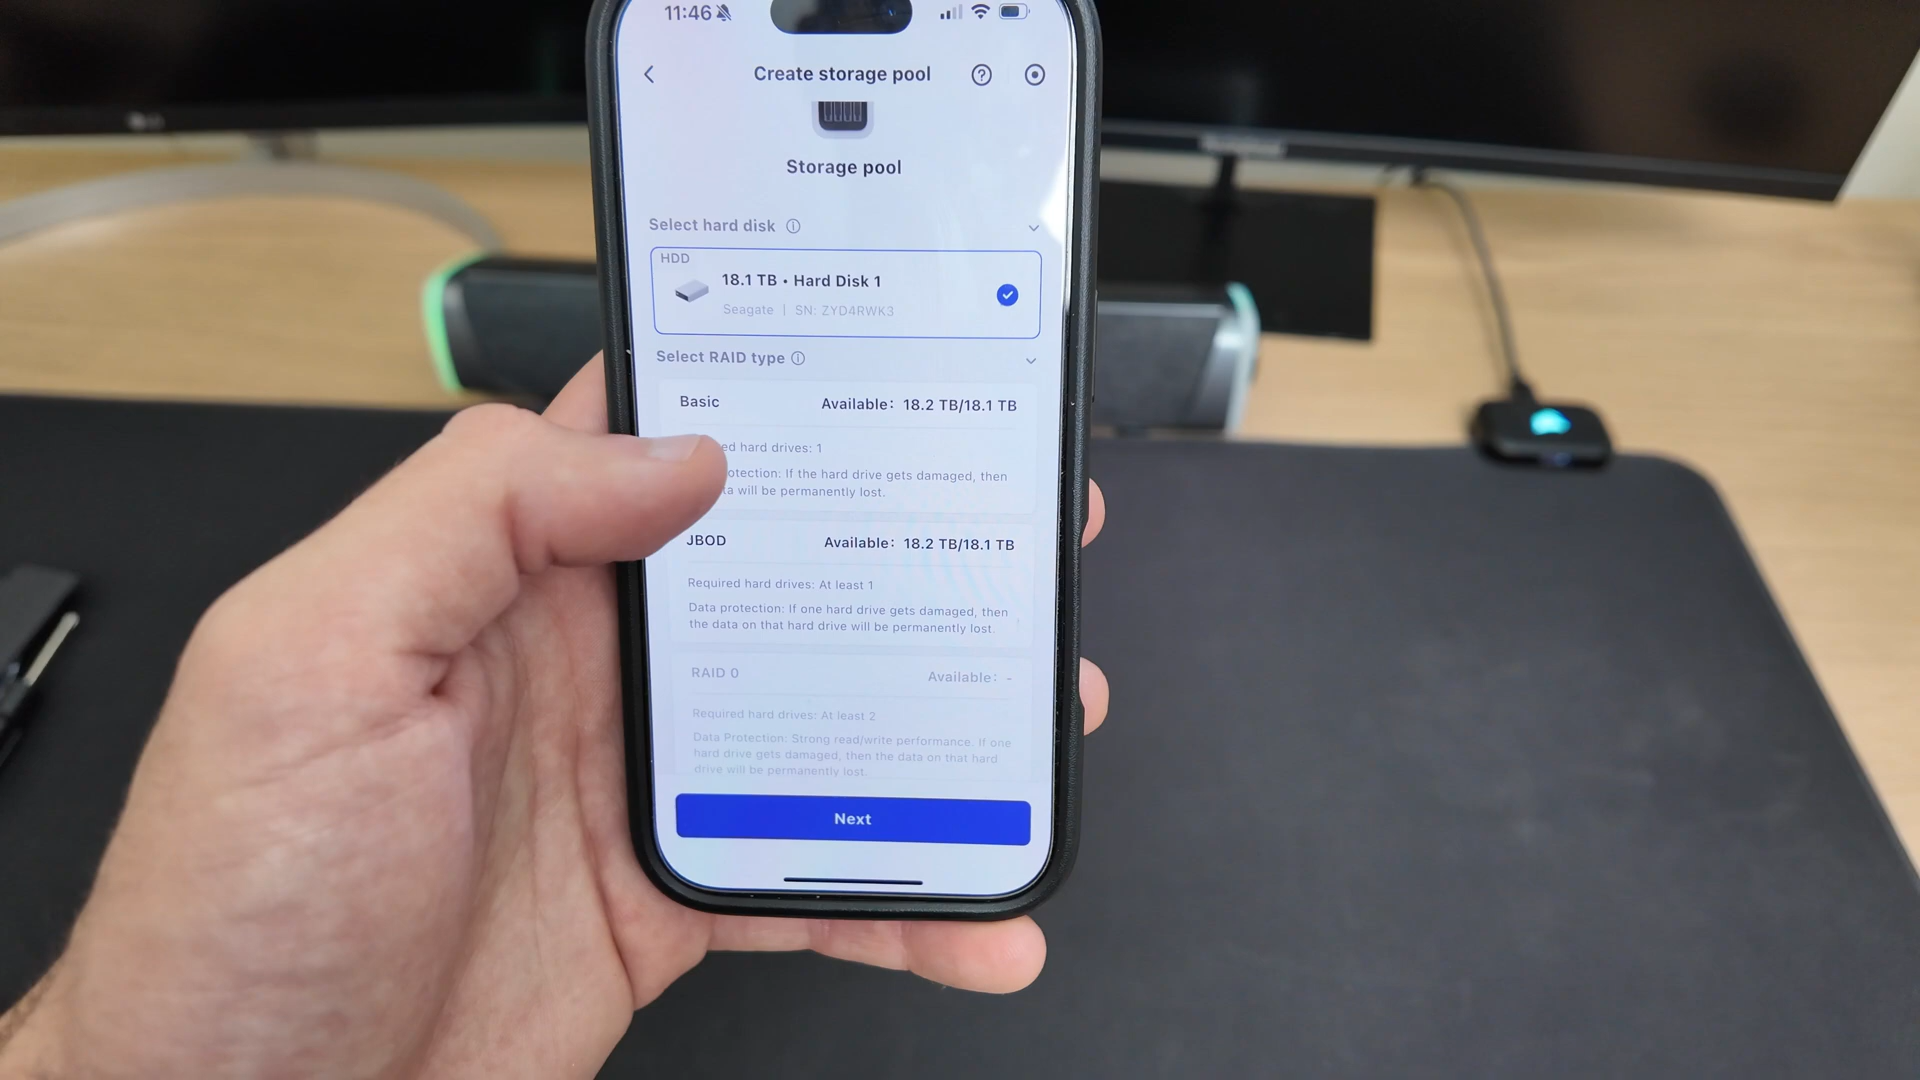 11:46
Create storage pool
Storage pool
Select hard disk
HDD
18.1 TB • Hard Disk 1
Seagate | SN: ZYD4RWK3
Select RAID type
Basic Available: 18.2 TB/18.1 TB
ed hard drives: 1
otection: If the hard drive gets damaged, then
ta will be permanently lost.
JBOD Available: 18.2 TB/18.1 TB
Required hard drives: At least 1
Data protection: If one hard drive gets damaged, then
the data on that hard drive will be permanently lost.
RAID 0 Available: -
Required hard drives: At least 2
Data Protection: Strong read/write performance. If one
hard drive gets damaged, then the data on that hard
drive will be permanently lost.
Next